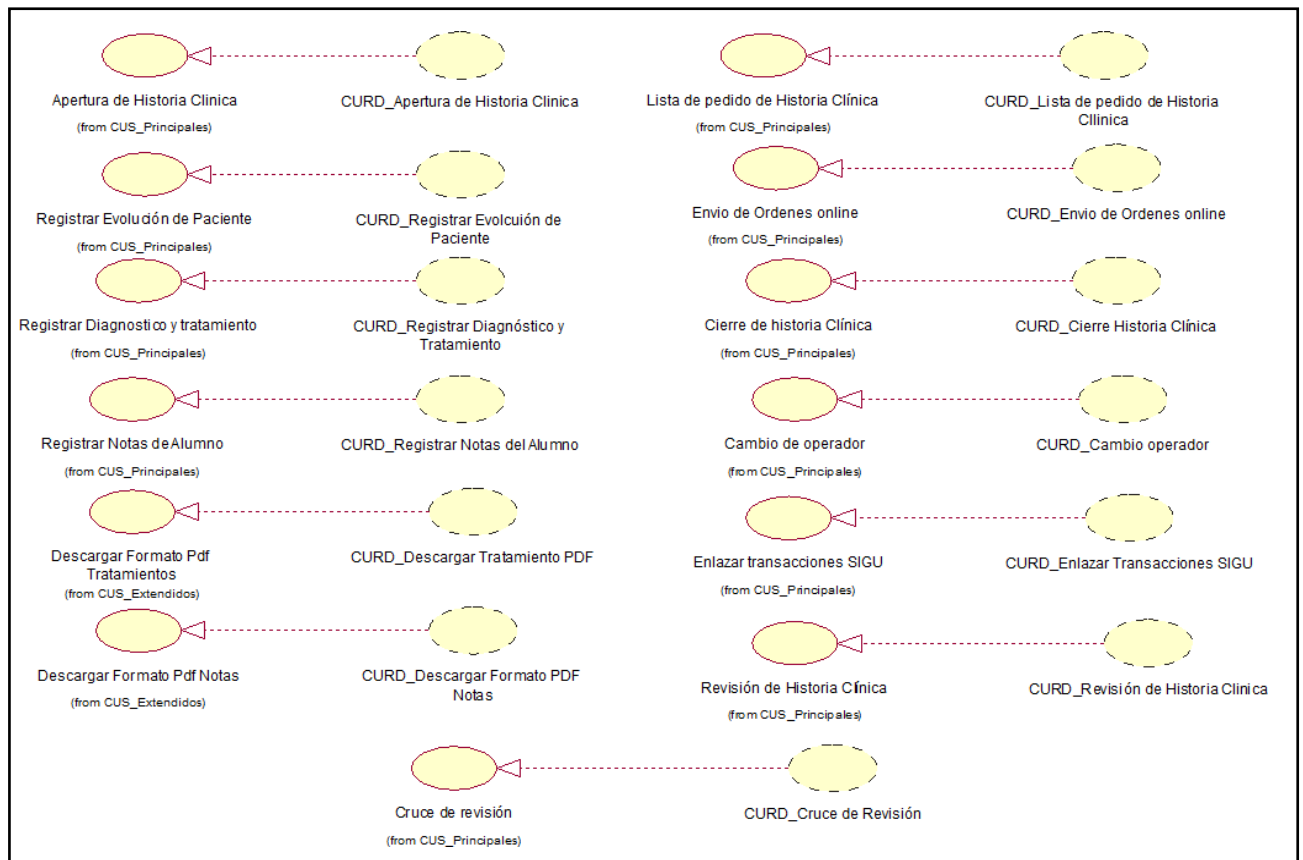 Apertura de Historia Clinica
(from CUS_Principales)
CURD_Apertura de Historia Clinica
Lista de pedido de Historia Clínica
(from CUS_Principales)
CURD_Lista de pedido de Historia
Cllinica
Registrar Evolución de Paciente
(from CUS_Principales)
CURD_Registrar Evolcuión de
Paciente
Envio de Ordenes online
(from CUS_Principales)
CURD_Envio de Ordenes online
Registrar Diagnostico y tratamiento
(from CUS_Principales)
CURD_Registrar Diagnóstico y
Tratamiento
Cierre de historia Clínica
(from CUS_Principales)
CURD_Cierre Historia Clínica
Registrar Notas de Alumno
(from CUS_Principales)
CURD_Registrar Notas del Alumno
Cambio de operador
(from CUS_Principales)
CURD_Cambio operador
Descargar Formato Pdf
Tratamientos
(from CUS_Extendidos)
CURD_Descargar Tratamiento PDF
Enlazar transacciones SIGU
(from CUS_Principales)
CURD_Enlazar Transacciones SIGU
Descargar Formato Pdf Notas
(from CUS_Extendidos)
CURD_Descargar Formato PDF
Notas
Revisión de Historia Clínica
(from CUS_Principales)
CURD_Revisión de Historia Clinica
Cruce de revisión
(from CUS_Principales)
CURD_Cruce de Revisión